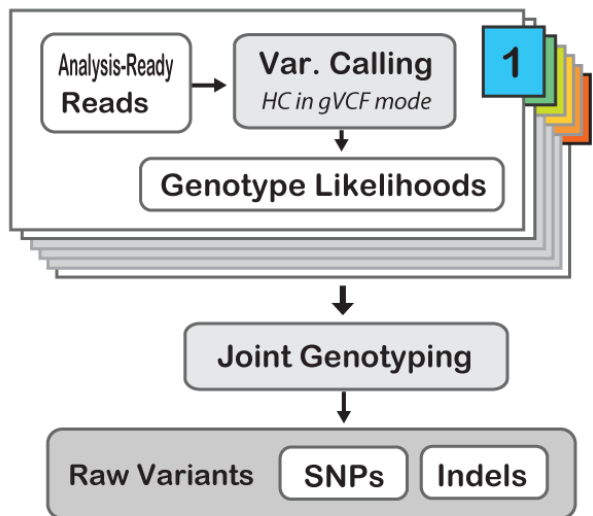 Analysis-Ready
Reads
Var. Calling
HC in gVCF mode
1
Genotype Likelihoods
Joint Genotyping
Raw Variants
SNPs
Indels